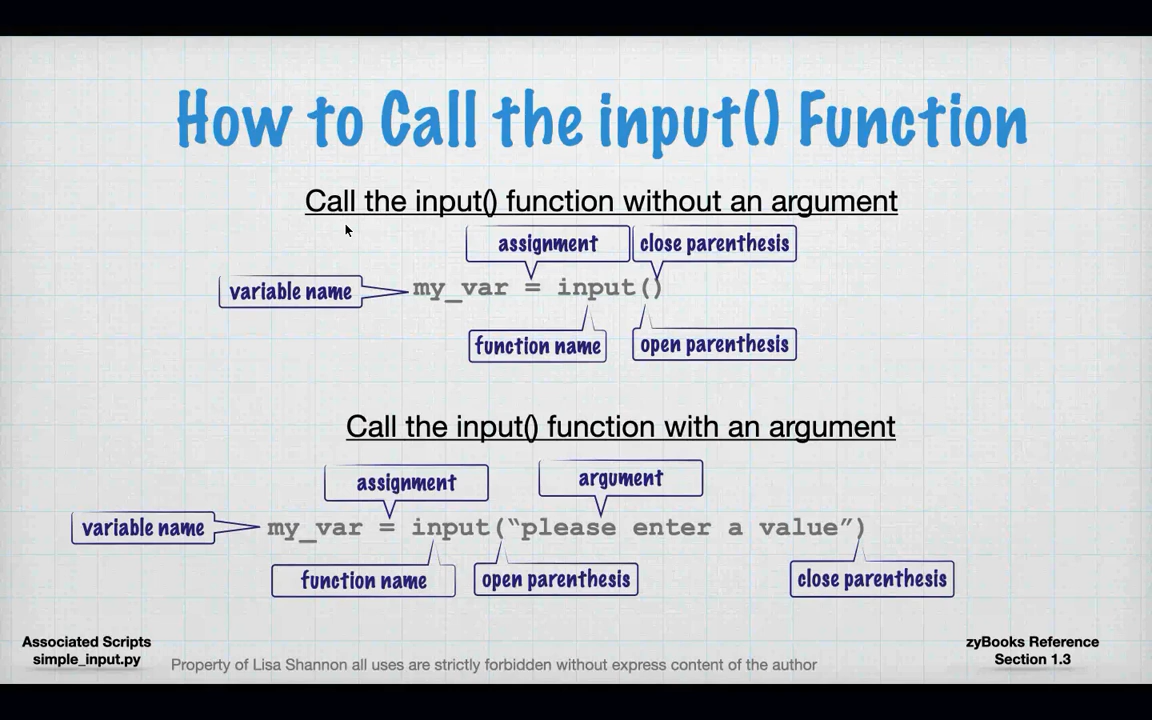 How to Call the input() Function
Call the input() function without an argument
assignment close parenthesis
variable name my_var = input()
function name open parenthesis
Call the input() function with an argument
assignment argument
variable name my_var = input(“please enter a value”)
function name open parenthesis close parenthesis
Associated Scripts zyBooks Reference
simple_input.py Property of Lisa Shannon all uses are strictly forbidden without express content of the author Section 1.3